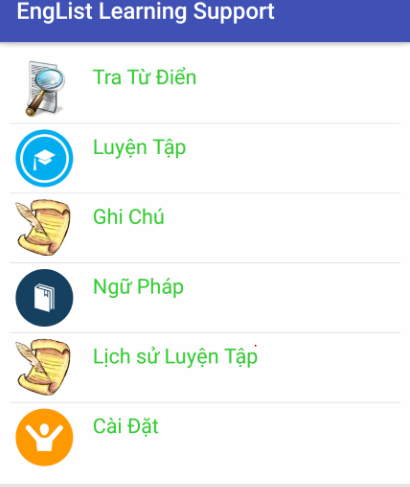 EngList Learning Support
Tra Từ Điển
Luyện Tập
Ghi Chú
Ngữ Pháp
Lịch sử Luyện Tập
Cài Đặt